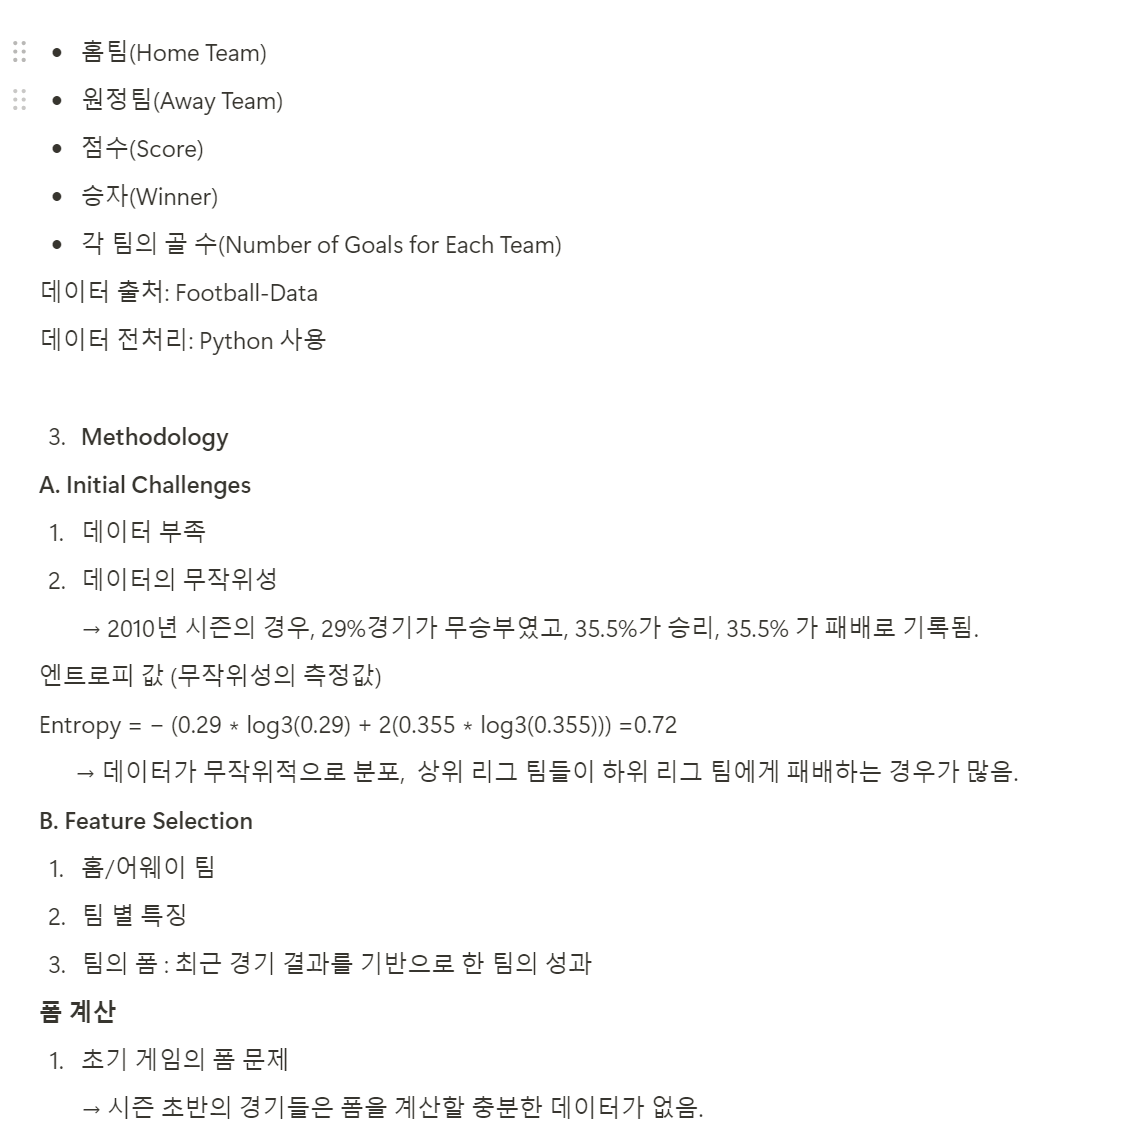 • 홈팀(Home Team)
• 원정팀(Away Team)
• 점수(Score)
• 승자(Winner)
• 각 팀의 골 수(Number of Goals for Each Team)
데이터 출처: Football-Data
데이터 전처리: Python 사용
3. Methodology
A. Initial Challenges
1. 데이터 부족
2. 데이터의 무작위성
→ 2010년 시즌의 경우, 29%경기가 무승부였고, 35.5%가 승리, 35.5% 가 패배로 기록됨.
엔트로피 값 (무작위성의 측정값)
Entropy = − (0.29 * log3(0.29) + 2(0.355 * log3(0.355))) =0.72
→ 데이터가 무작위적으로 분포, 상위 리그 팀들이 하위 리그 팀에게 패배하는 경우가 많음.
B. Feature Selection
1. 홈/어웨이 팀
2. 팀 별 특징
3. 팀의 폼 : 최근 경기 결과를 기반으로 한 팀의 성과
폼 계산
1. 초기 게임의 폼 문제
→ 시즌 초반의 경기들은 폼을 계산할 충분한 데이터가 없음.